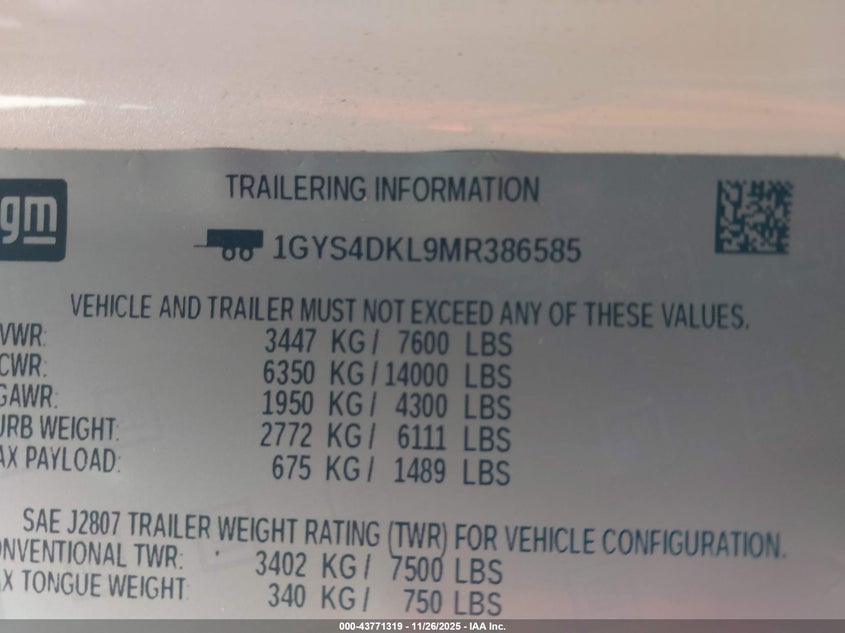 gm
TRAILERING INFORMATION
1GYS4DKL9MR386585
VEHICLE AND TRAILER MUST NOT EXCEED ANY OF THESE VALUES.
VWR: 3447 KG/ 7600 LBS
CWR: 6350 KG/14000 LBS
GAWR: 1950 KG/ 4300 LBS
URB WEIGHT: 2772 KG/ 6111 LBS
AX PAYLOAD: 675 KG/ 1489 LBS
SAE J2807 TRAILER WEIGHT RATING (TWR) FOR VEHICLE CONFIGURATION.
ONVENTIONAL TWR: 3402 KG/ 7500 LBS
X TONGUE WEIGHT: 340 KG/ 750 LBS
000-43771319 - 11/26/2025 - IAA Inc.